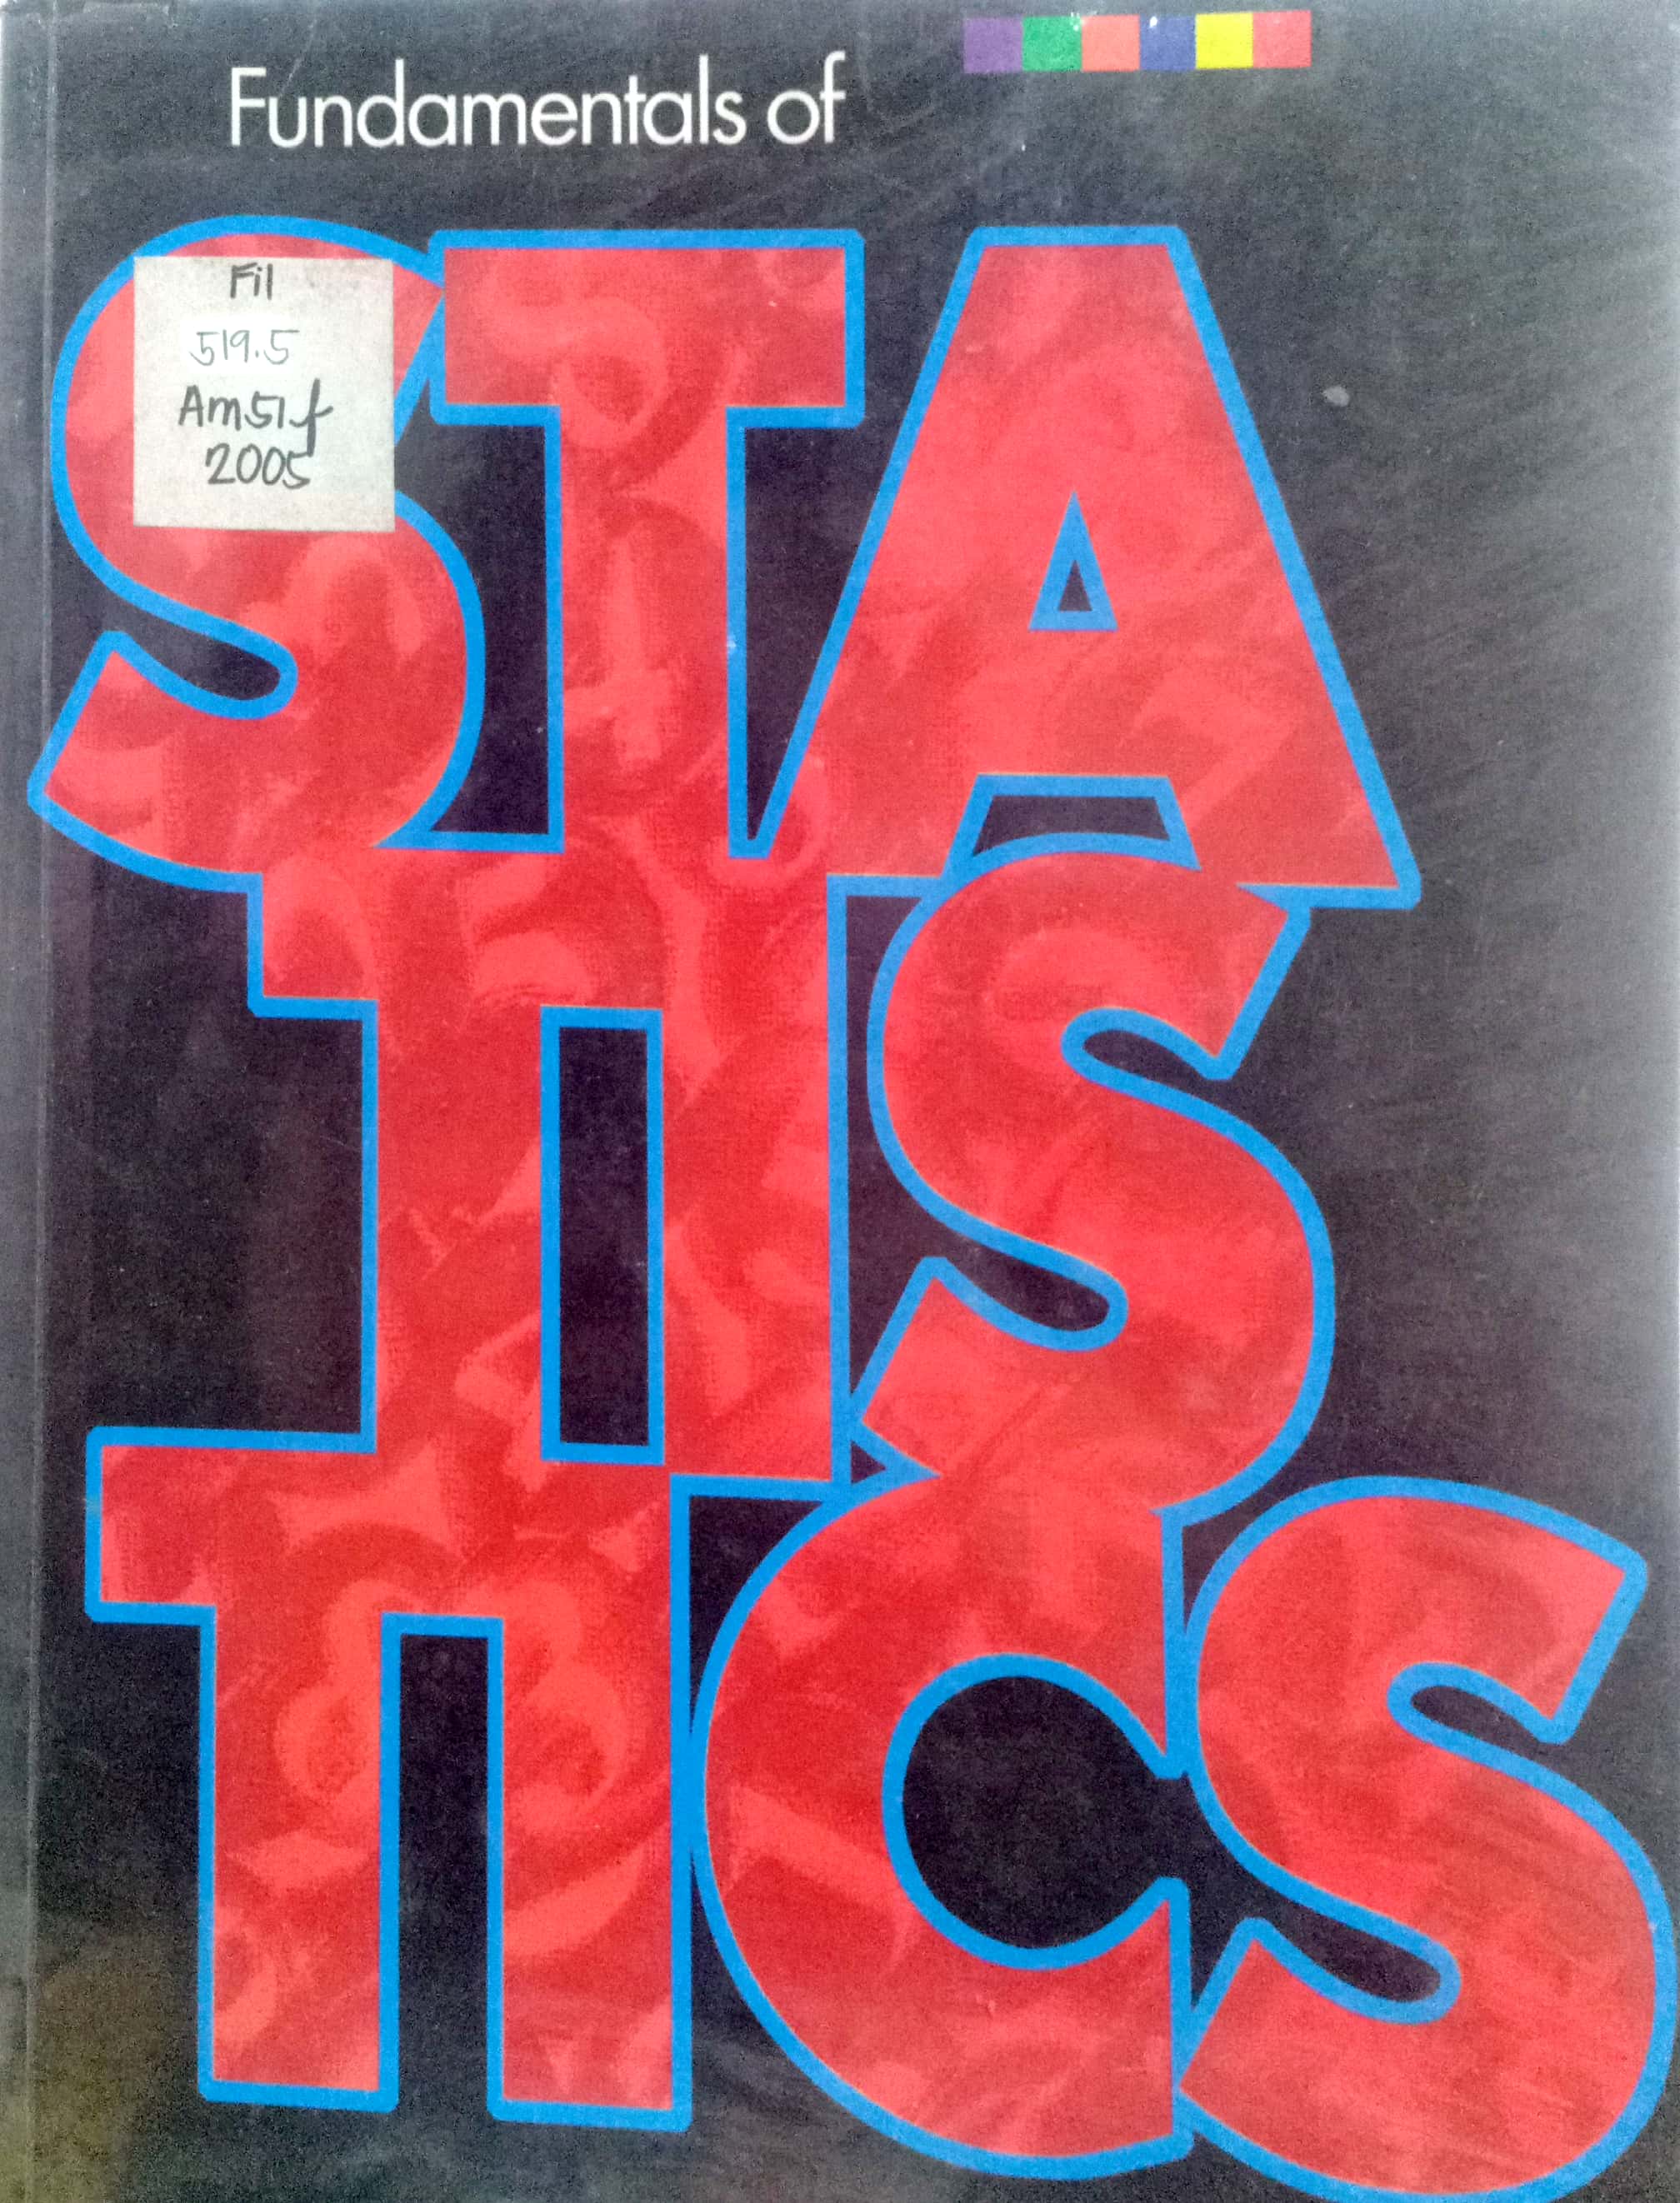 Fundamentals of
STA
TIS
TICS
Fil
519.5
Am51f
2005